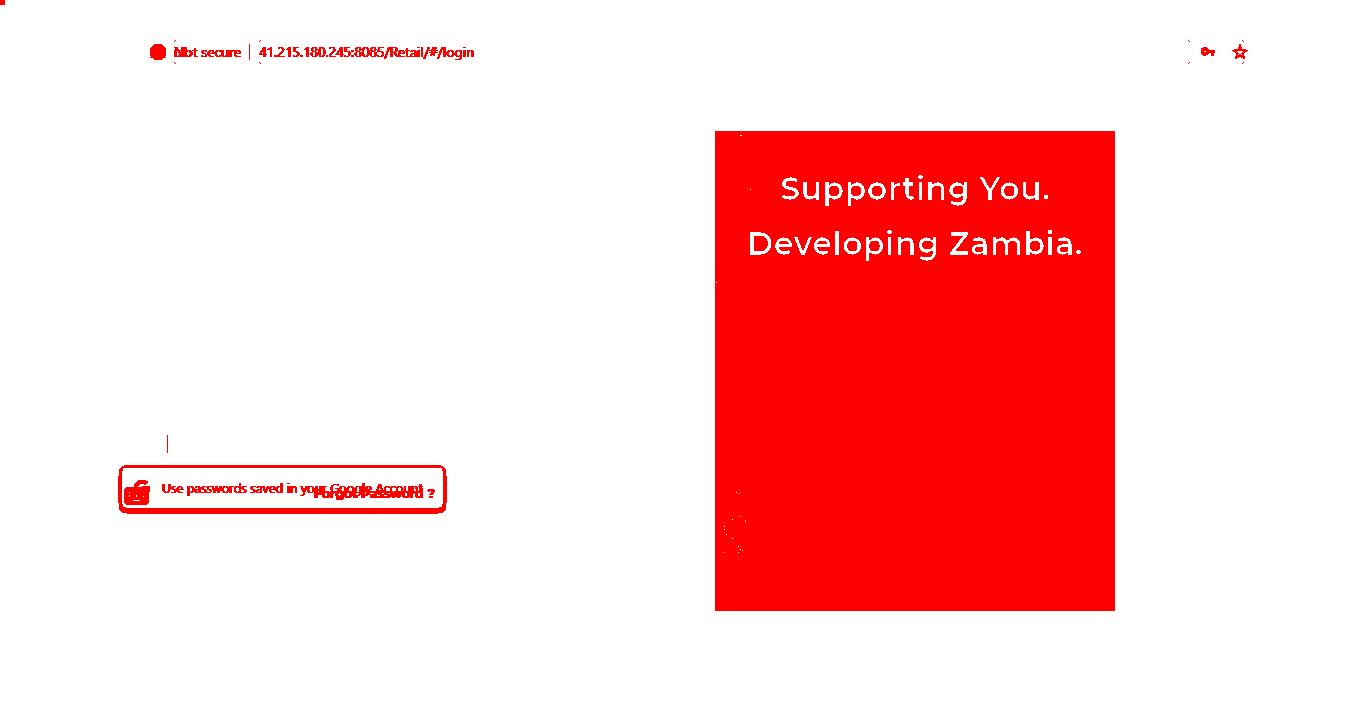 Not secure
41.215.180.245:8085/Retail/#/login
Supporting You.
Developing Zambia.
Use passwords saved in your Google Account
Forgot Password ?